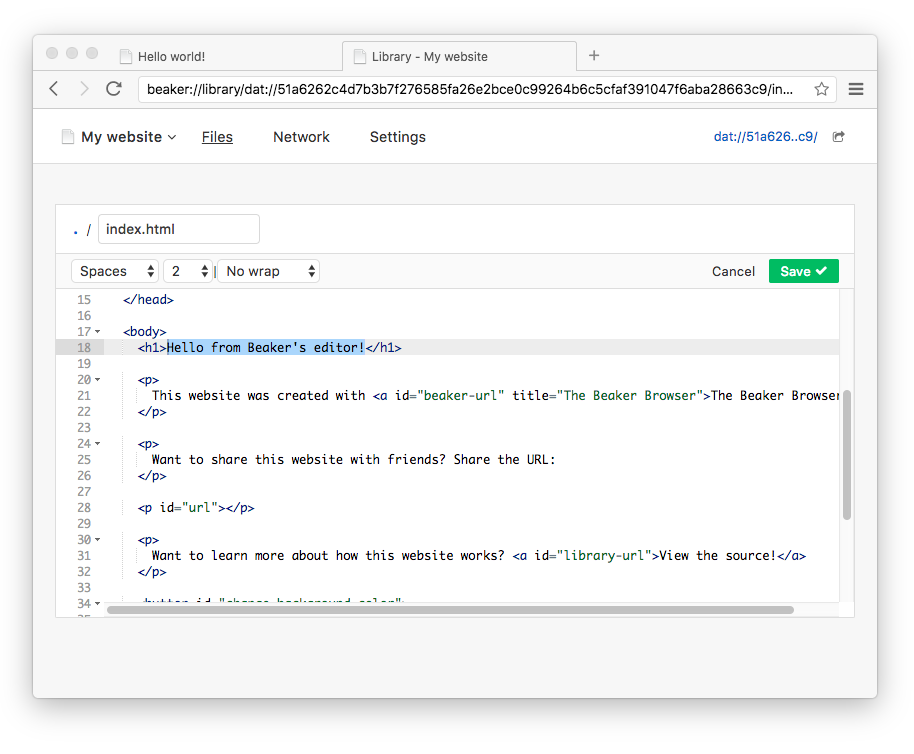 Hello world!
Library - My website
beaker://library/dat://51a6262c4d7b3b7f276585fa26e2bce0c99264b6c5cfaf391047f6aba28663c9/in...
My website Files Network Settings dat://51a626..c9/
. / index.html
Spaces 2 No wrap Cancel Save
15 </head>
16
17 <body>
18 <h1>Hello from Beaker's editor!</h1>
19
20 <p>
21 This website was created with <a id="beaker-url" title="The Beaker Browser">The Beaker Browser
22 </p>
23
24 <p>
25 Want to share this website with friends? Share the URL:
26 </p>
27
28 <p id="url"></p>
29
30 <p>
31 Want to learn more about how this website works? <a id="library-url">View the source!</a>
32 </p>
33
34 <button id="change-background-color">